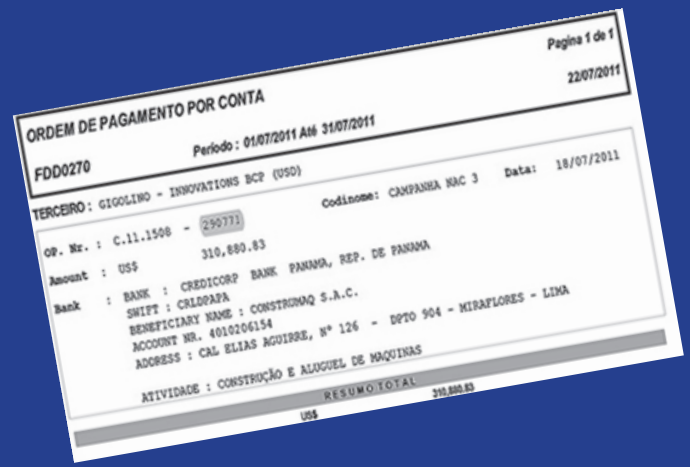 Pagina 1 de 1
ORDEM DE PAGAMENTO POR CONTA
22/07/2011
FDD0270
Periodo : 01/07/2011 Até 31/07/2011
TERCEIRO : GIGOLINO - INNOVATIONS BCP (USD)
OP. Nr. : C.11.1508 - 290771 Codinome: CAMPANHA NAC 3 Data: 18/07/2011
Amount : US$ 310,880.83
Bank : BANK : CREDICORP BANK PANAMA, REP. DE PANAMA
SWIFT : CRLDPAPA
BENEFICIARY NAME : CONSTRUMAQ S.A.C.
ACCOUNT NR. 4010206154
ADDRESS : CAL ELIAS AGUIRRE, Nº 126 - DPTO 904 - MIRAFLORES - LIMA
ATIVIDADE : CONSTRUÇÃO E ALUGUEL DE MAQUINAS
RESUMO TOTAL
US$ 310,880.83